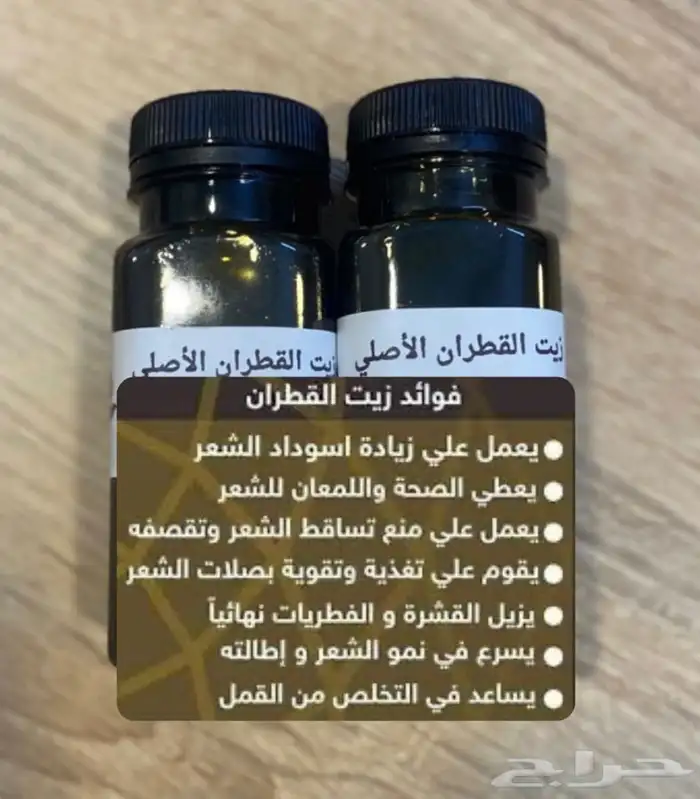 زيت القطران الأصلي
زيت القطران الأصلي
فوائد زيت القطران
يعمل علي زيادة اسوداد الشعر
يعطي الصحة واللمعان للشعر
يعمل علي منع تساقط الشعر وتقصفه
يقوم علي تغذية وتقوية بصلات الشعر
يزيل القشرة و الفطريات نهائياً
يسرع في نمو الشعر و إطالته
يساعد في التخلص من القمل
حراج